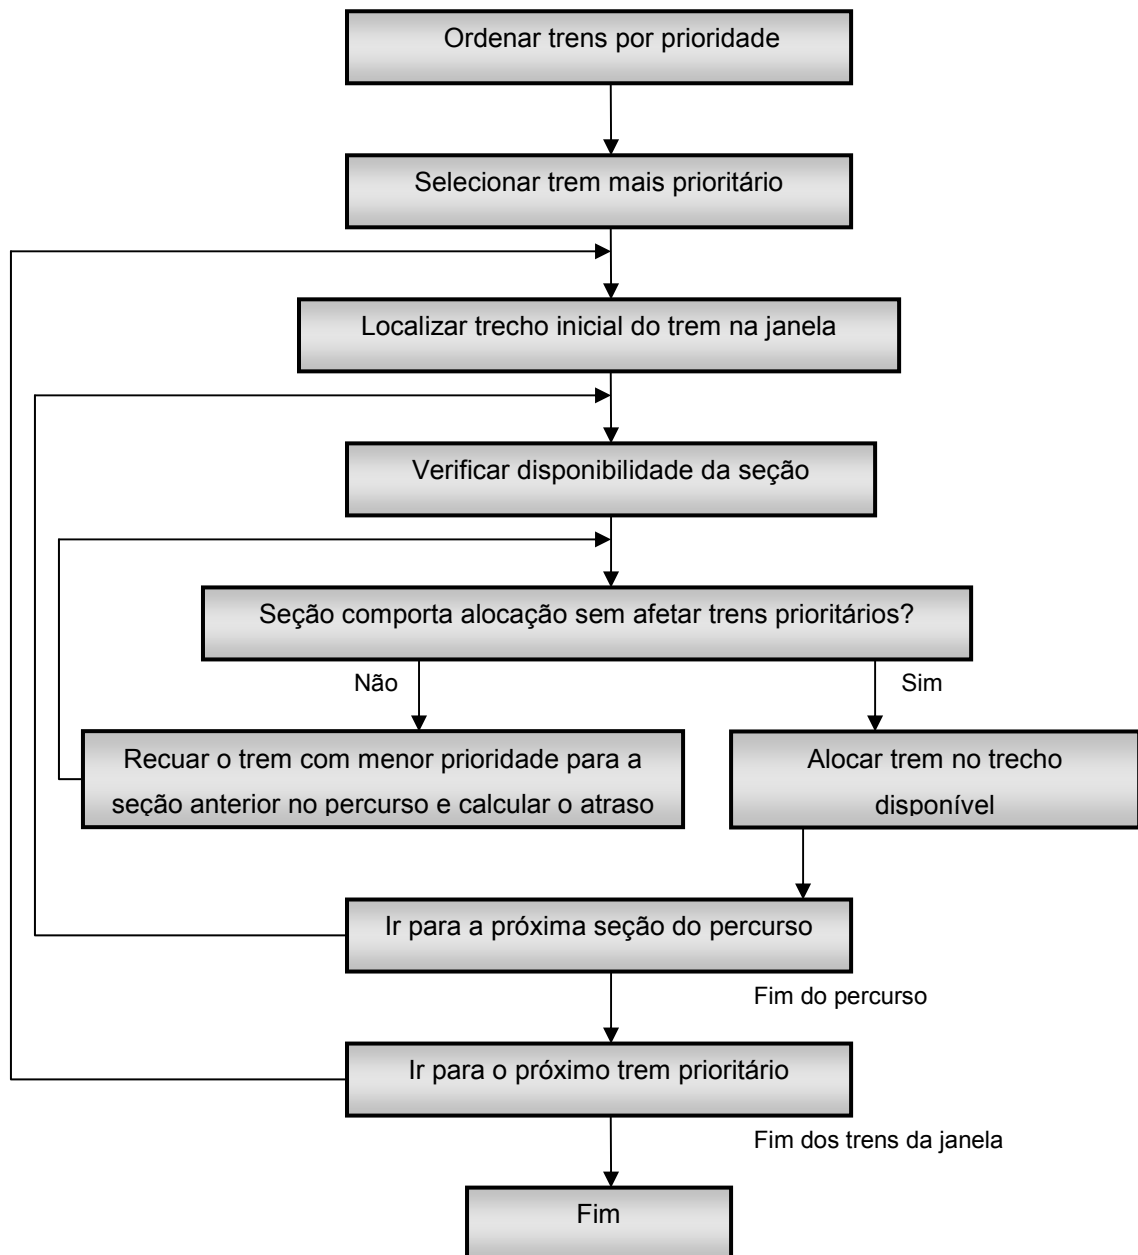 Ordenar trens por prioridade
Selecionar trem mais prioritário
Localizar trecho inicial do trem na janela
Verificar disponibilidade da seção
Seção comporta alocação sem afetar trens prioritários?
Não
Sim
Recuar o trem com menor prioridade para a
seção anterior no percurso e calcular o atraso
Alocar trem no trecho
disponível
Ir para a próxima seção do percurso
Fim do percurso
Ir para o próximo trem prioritário
Fim dos trens da janela
Fim